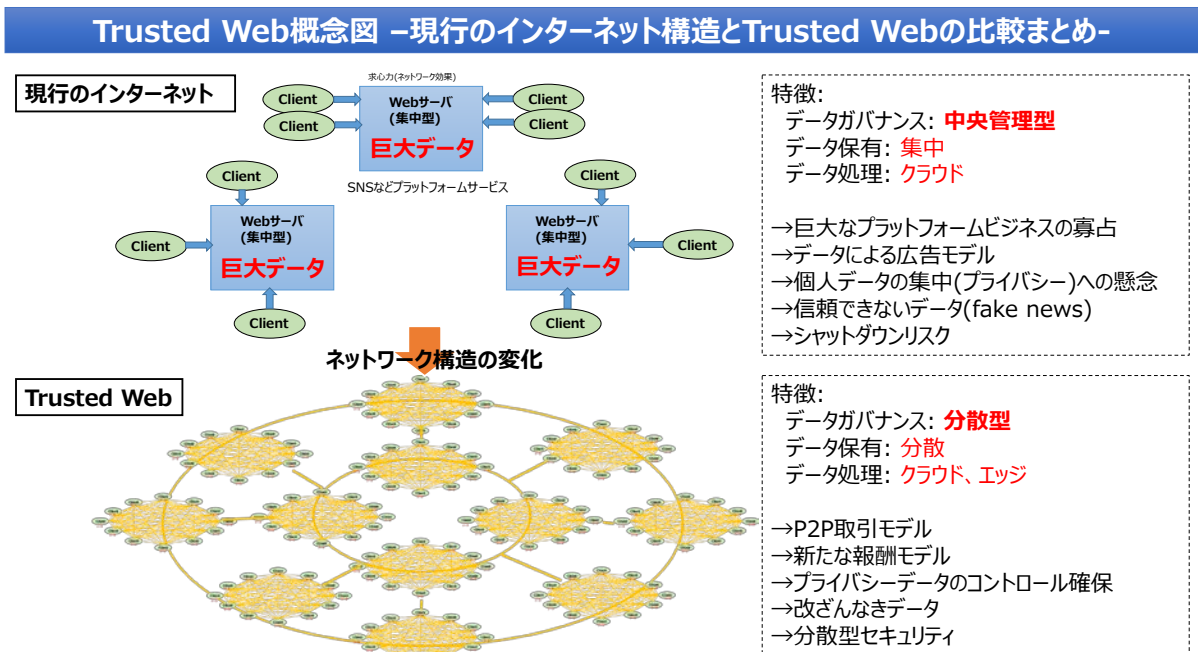 Trusted Web概念図 –現行のインターネット構造とTrusted Webの比較まとめ-
現行のインターネット
求心力(ネットワーク効果)
Client
Client
Webサーバ
(集中型)
巨大データ
Client
Client
SNSなどプラットフォームサービス
Client
Client
Webサーバ
(集中型)
巨大データ
Client
Client
Webサーバ
(集中型)
巨大データ
Client
Client
特徴:
データガバナンス: 中央管理型
データ保有: 集中
データ処理: クラウド
→巨大なプラットフォームビジネスの寡占
→データによる広告モデル
→個人データの集中(プライバシー)への懸念
→信頼できないデータ(fake news)
→シャットダウンリスク
ネットワーク構造の変化
Trusted Web
特徴:
データガバナンス: 分散型
データ保有: 分散
データ処理: クラウド、エッジ
→P2P取引モデル
→新たな報酬モデル
→プライバシーデータのコントロール確保
→改ざんなきデータ
→分散型セキュリティ